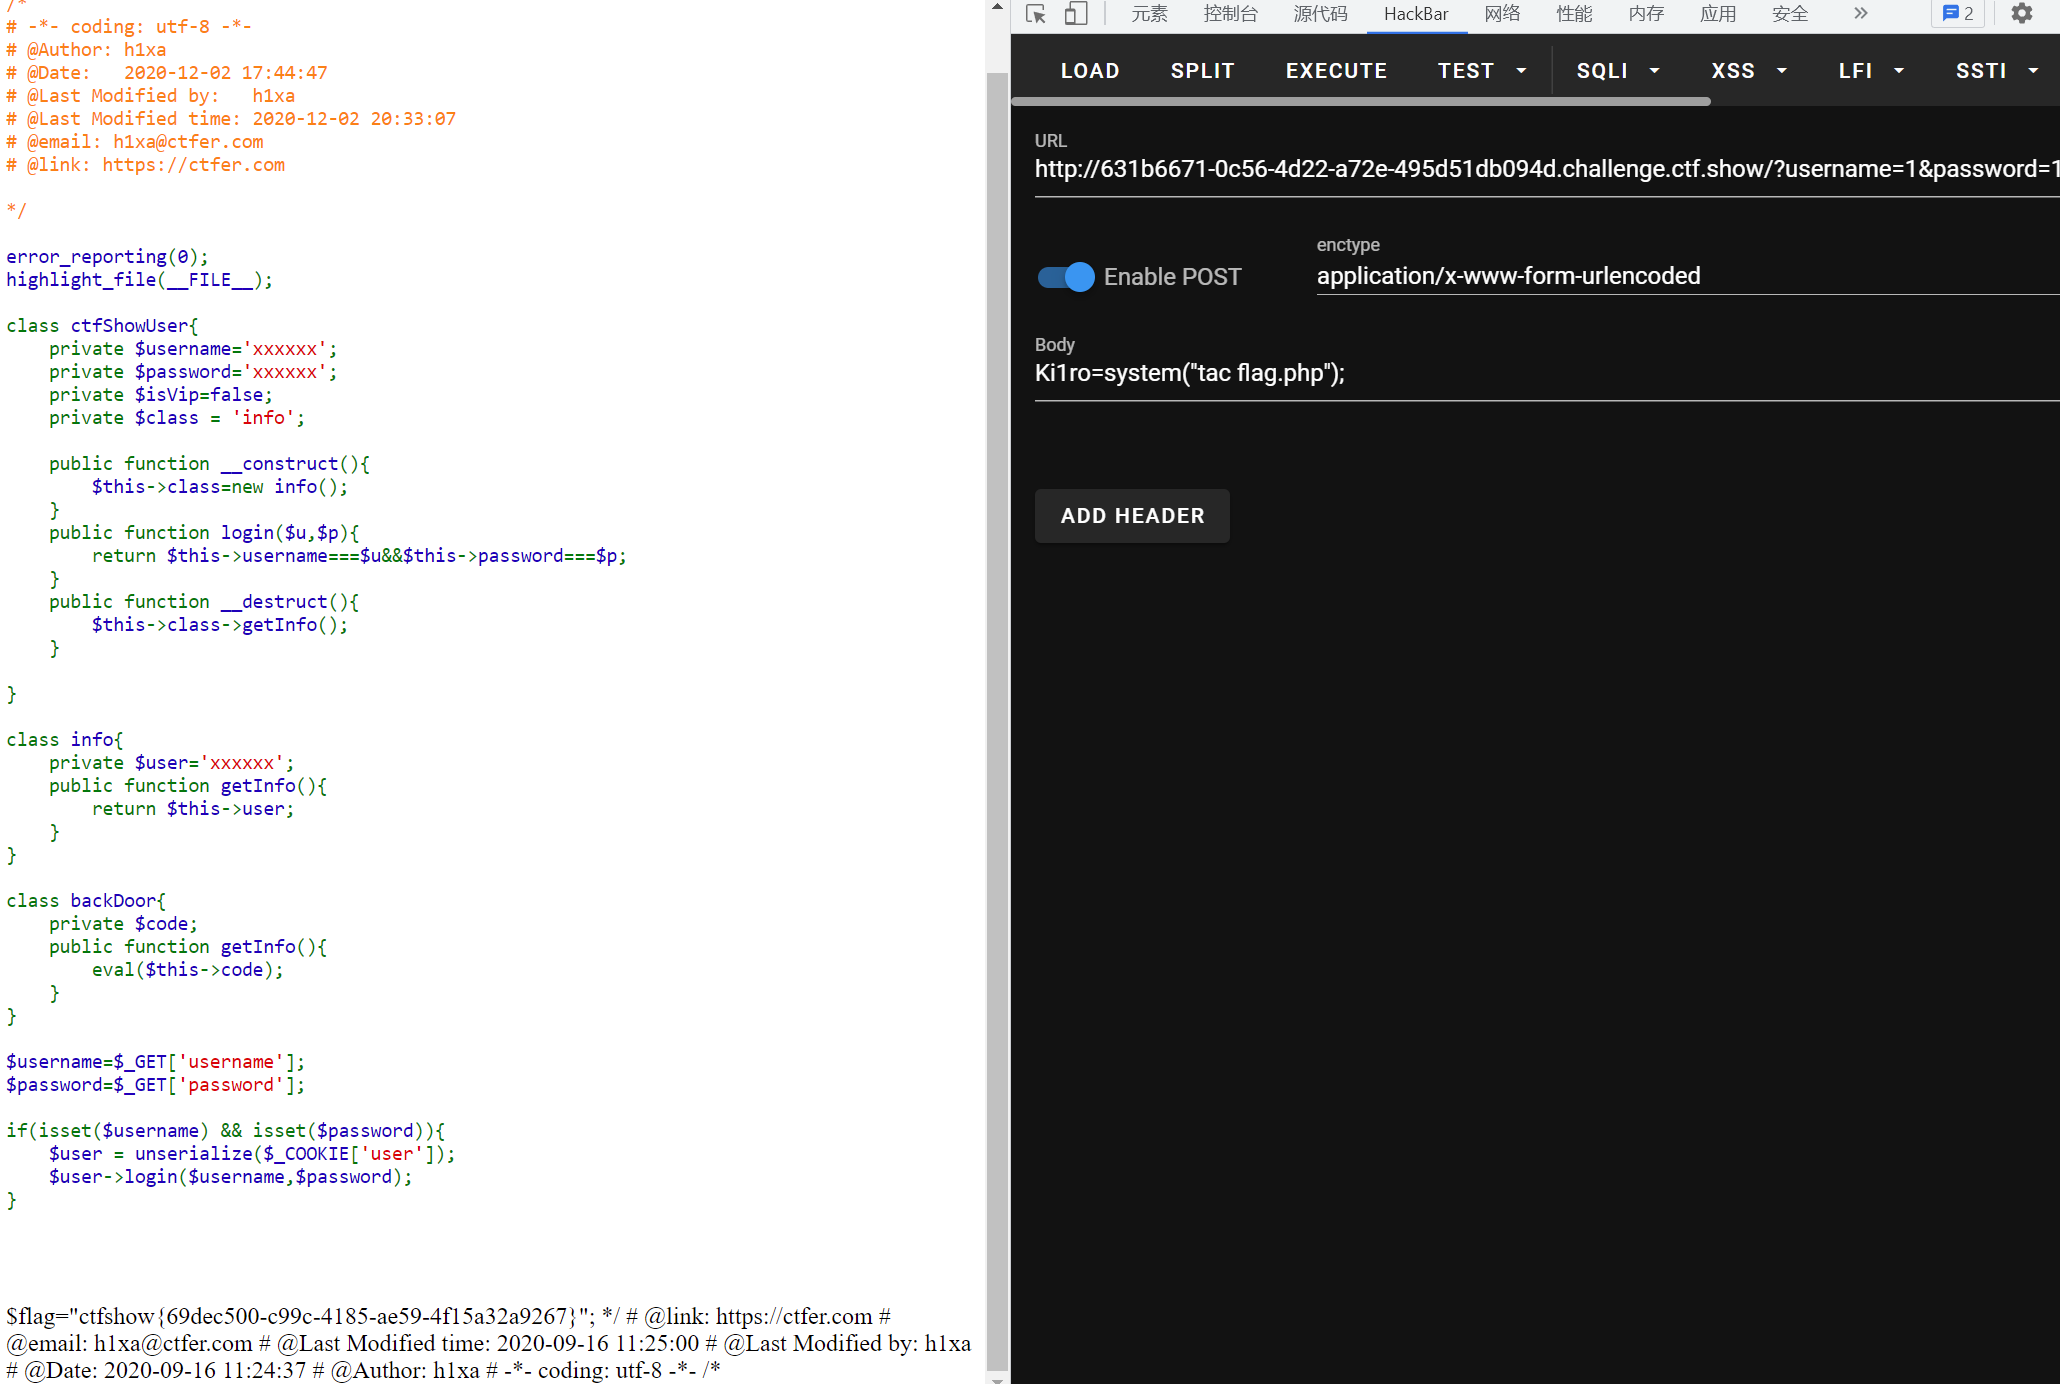 /*
# -*- coding: utf-8 -*-
# @Author: h1xa
# @Date:   2020-12-02 17:44:47
# @Last Modified by:   h1xa
# @Last Modified time: 2020-12-02 20:33:07
# @email: h1xa@ctfer.com
# @link: https://ctfer.com

*/

error_reporting(0);
highlight_file(__FILE__);

class ctfShowUser{
    private $username='xxxxxx';
    private $password='xxxxxx';
    private $isVip=false;
    private $class = 'info';

    public function __construct(){
        $this->class=new info();
    }
    public function login($u,$p){
        return $this->username===$u&&$this->password===$p;
    }
    public function __destruct(){
        $this->class->getInfo();
    }

}

class info{
    private $user='xxxxxx';
    public function getInfo(){
        return $this->user;
    }
}

class backDoor{
    private $code;
    public function getInfo(){
        eval($this->code);
    }
}

$username=$_GET['username'];
$password=$_GET['password'];

if(isset($username) && isset($password)){
    $user = unserialize($_COOKIE['user']);
    $user->login($username,$password);
}

$flag="ctfshow{69dec500-c99c-4185-ae59-4f15a32a9267}"; */ # @link: https://ctfer.com #
@email: h1xa@ctfer.com # @Last Modified time: 2020-09-16 11:25:00 # @Last Modified by: h1xa
# @Date: 2020-09-16 11:24:37 # @Author: h1xa # -*- coding: utf-8 -*- /*
元素 控制台 源代码 HackBar 网络 性能 内存 应用 安全 » 2
LOAD SPLIT EXECUTE TEST SQLI XSS LFI SSTI
URL
http://631b6671-0c56-4d22-a72e-495d51db094d.challenge.ctf.show/?username=1&password=1
Enable POST
enctype
application/x-www-form-urlencoded
Body
Ki1ro=system("tac flag.php");
ADD HEADER